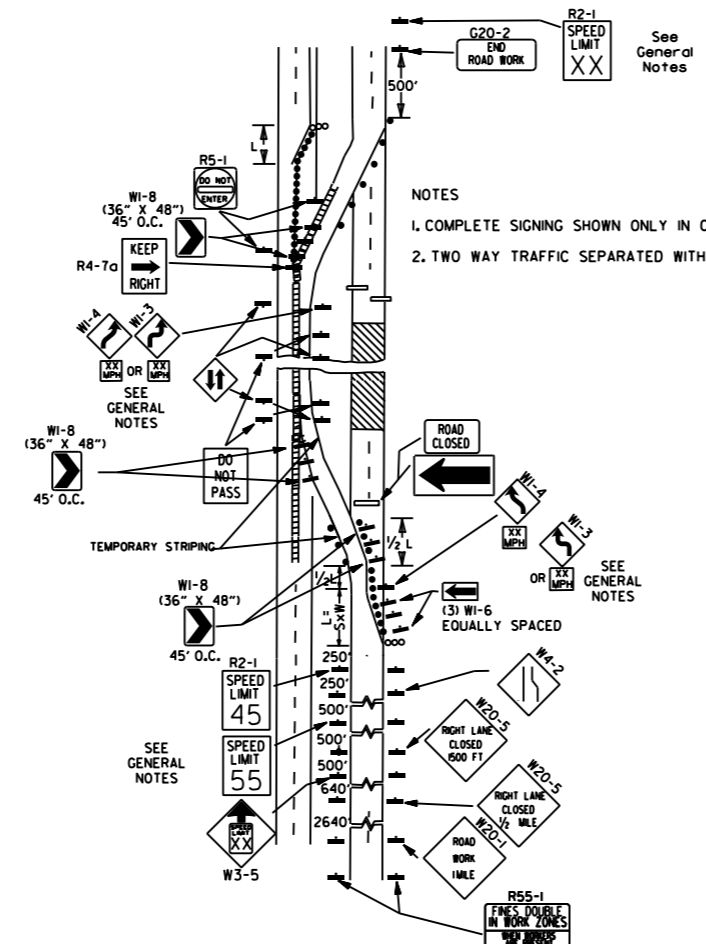 G20-2
END
ROAD WORK
R2-1
SPEED
LIMIT
XX
See
General
Notes
500'
L
R5-1
DO NOT
ENTER
W1-8
(36" X 48")
45' O.C.
KEEP
RIGHT
R4-7a
NOTES
1. COMPLETE SIGNING SHOWN ONLY IN
2. TWO WAY TRAFFIC SEPARATED WITH
W1-4
W1-3
XX
MPH
OR
XX
MPH
SEE
GENERAL
NOTES
W1-8
(36" X 48")
45' O.C.
DO
NOT
PASS
ROAD
CLOSED
TEMPORARY STRIPING
1/2 L
W1-4
XX
MPH
W1-3
OR
XX
MPH
SEE
GENERAL
NOTES
1/2 L
L=
SxW
(3) W1-6
EQUALLY SPACED
W1-8
(36" X 48")
45' O.C.
R2-1
SPEED
LIMIT
45
250'
250'
500'
W4-2
SEE
GENERAL
NOTES
SPEED
LIMIT
55
500'
500'
640'
2640'
W20-5
RIGHT LANE
CLOSED
1500 FT
W20-5
RIGHT LANE
CLOSED
1/2 MILE
SPEED
LIMIT
XX
W3-5
W20-1
ROAD
WORK
1 MILE
R55-1
FINES DOUBLE
IN WORK ZONES
WHEN WORKERS
ARE PRESENT